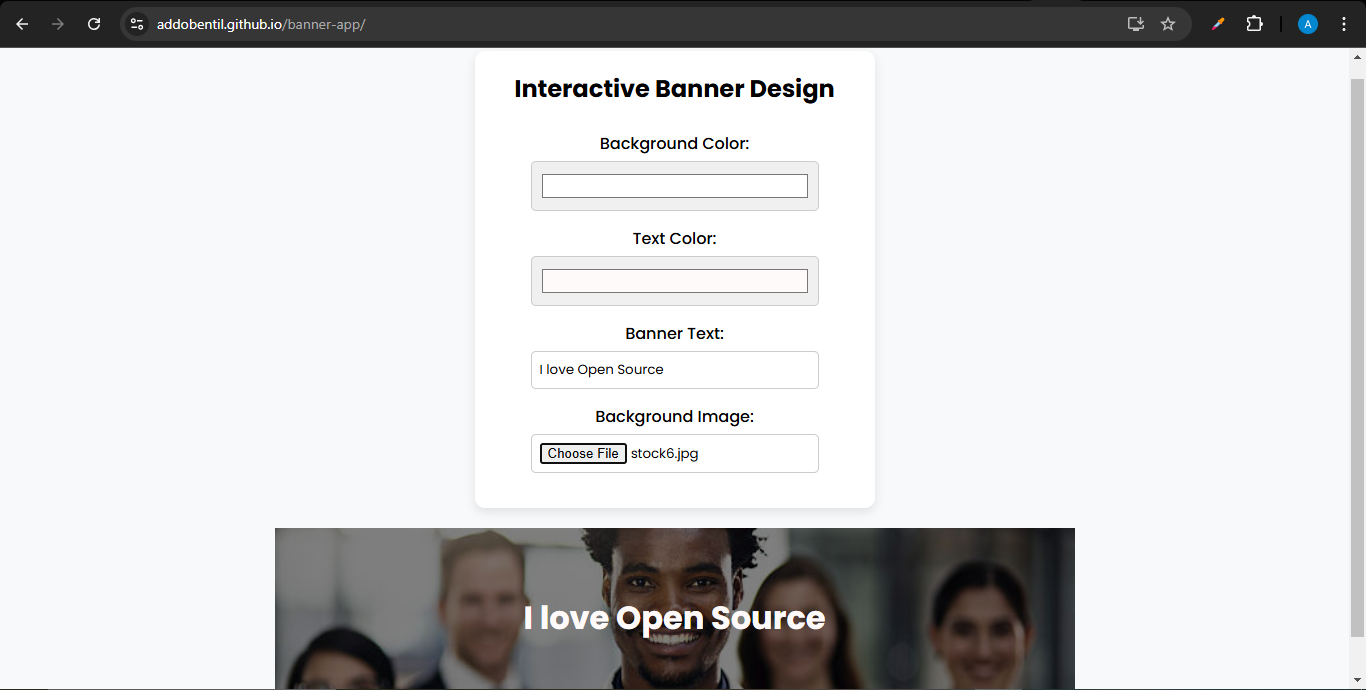 addobentil.github.io/banner-app/
A
Interactive Banner Design
Background Color:
Text Color:
Banner Text:
I love Open Source
Background Image:
Choose File stock6.jpg
I love Open Source